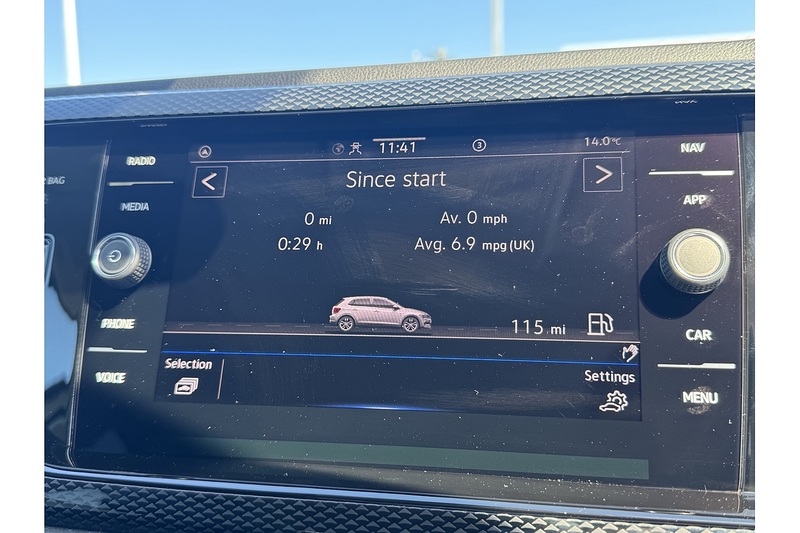 RADIO
11:41
3
14.0°C
NAV
BAG
<
Since start
>
MEDIA
APP
0 mi
Av. 0 mph
0:29 h
Avg. 6.9 mpg (UK)
PHONE
115 mi
CAR
VOICE
Selection
Settings
MENU